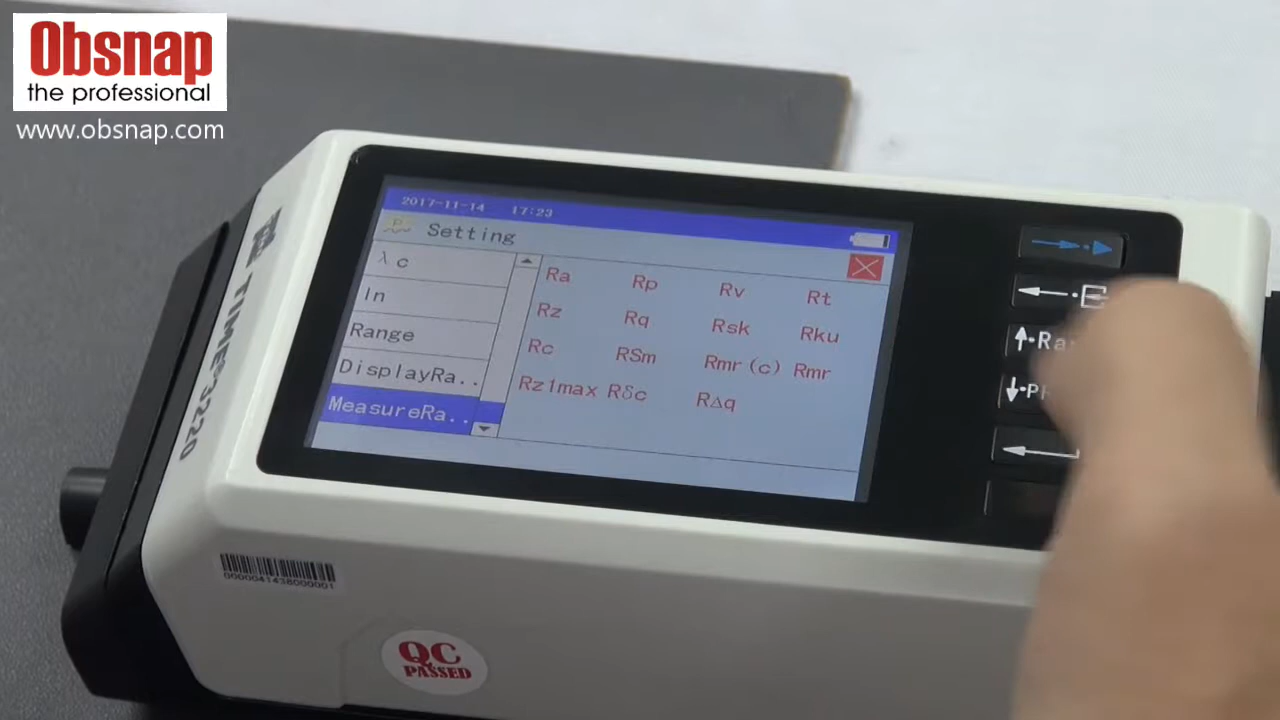 Obsnap
the professional
www.obsnap.com
2017-11-14 17:23
Setting
λc
ln
Range
DisplayRa..
MeasureRa..
Ra Rp Rv Rt
Rz Rq Rsk Rku
Rc RSm Rmr(c) Rmr
Rz1max Rδc RΔq
Ra
TIME3220
QC
PASSED